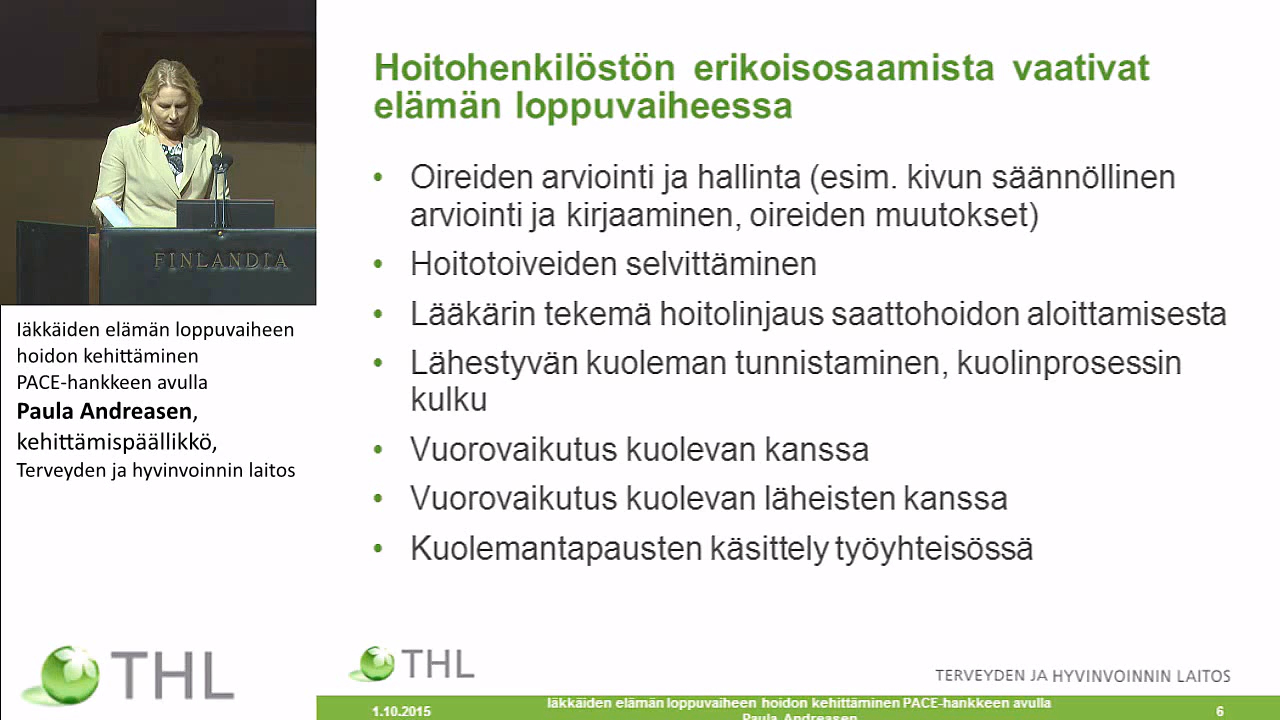 FINLANDIA
Iäkkäiden elämän loppuvaiheen
hoidon kehittäminen
PACE-hankkeen avulla
Paula Andreasen,
kehittämispäällikkö,
Terveyden ja hyvinvoinnin laitos
THL
Hoitohenkilöstön erikoisosaamista vaativat
elämän loppuvaiheessa
• Oireiden arviointi ja hallinta (esim. kivun säännöllinen
arviointi ja kirjaaminen, oireiden muutokset)
• Hoitotoiveiden selvittäminen
• Lääkärin tekemä hoitolinjaus saattohoidon aloittamisesta
• Lähestyvän kuoleman tunnistaminen, kuolinprosessin
kulku
• Vuorovaikutus kuolevan kanssa
• Vuorovaikutus kuolevan läheisten kanssa
• Kuolemantapausten käsittely työyhteisössä
THL
TERVEYDEN JA HYVINVOINNIN LAITOS
1.10.2015
Iäkkäiden elämän loppuvaiheen hoidon kehittäminen PACE-hankkeen avulla
Paula Andreasen
6